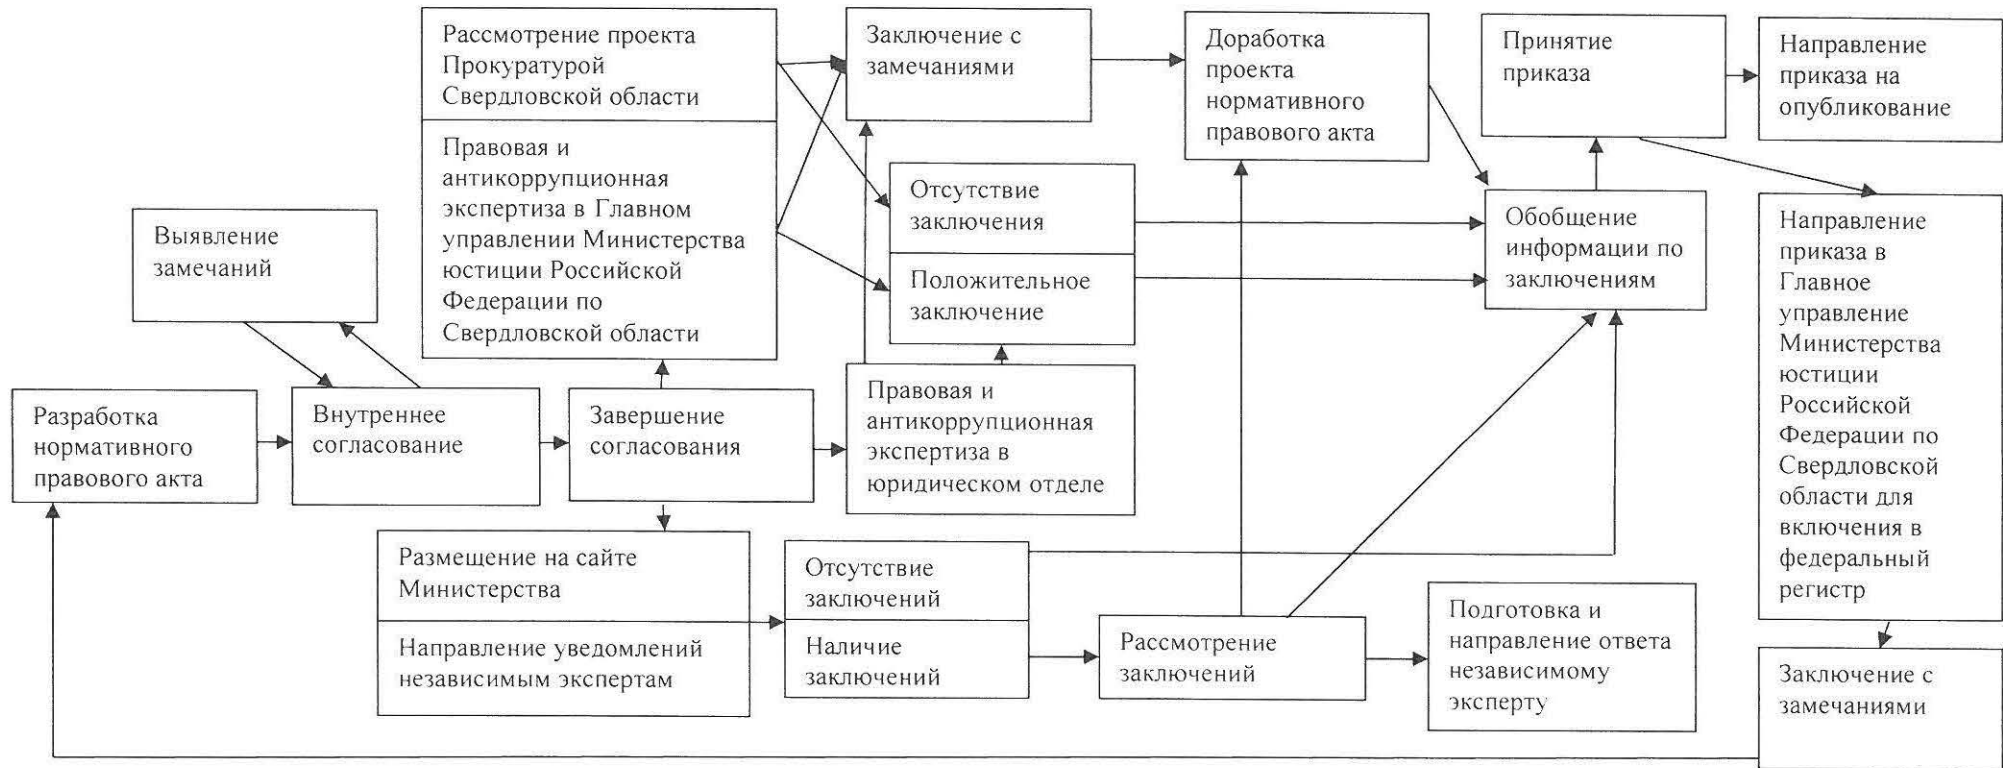 Рассмотрение проекта
Прокуратурой
Свердловской области
Правовая и
антикоррупционная
экспертиза в Главном
управлении Министерства
юстиции Российской
Федерации по
Свердловской области
Заключение с
замечаниями
Доработка
проекта
нормативного
правового акта
Принятие
приказа
Направление
приказа на
опубликование
Выявление
замечаний
Отсутствие
заключения
Положительное
заключение
Обобщение
информации по
заключениям
Направление
приказа в
Главное
управление
Министерства
юстиции
Российской
Федерации по
Свердловской
области для
включения в
федеральный
регистр
Разработка
нормативного
правового акта
Внутреннее
согласование
Завершение
согласования
Правовая и
антикоррупционная
экспертиза в
юридическом отделе
Размещение на сайте
Министерства
Направление уведомлений
независимым экспертам
Отсутствие
заключений
Наличие
заключений
Рассмотрение
заключений
Подготовка и
направление ответа
независимому
эксперту
Заключение с
замечаниями